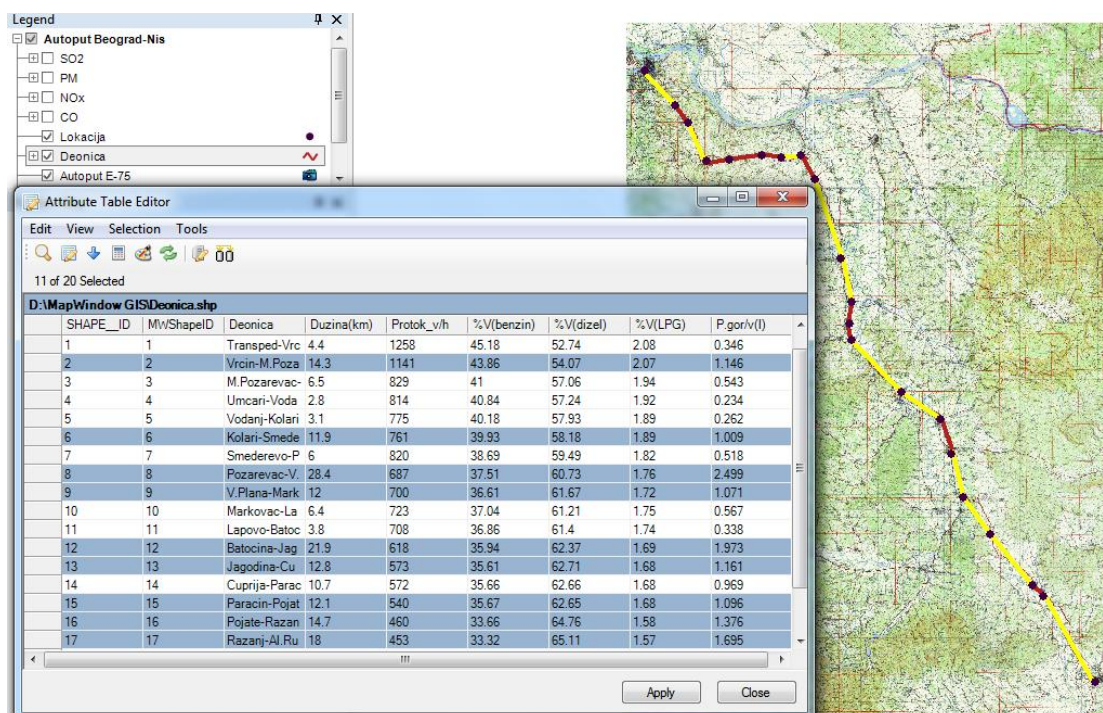 Legend
Autoput Beograd-Nis
SO2
PM
NOx
CO
Lokacija
Deonica
Autoput E-75
Attribute Table Editor
Edit View Selection Tools
11 of 20 Selected
D:\MapWindow GIS\Deonica.shp
SHAPE__ID MWShapeID Deonica Duzina(km) Protok_v/h %V(benzin) %V(dizel) %V(LPG) P.gor/v(l)
1 1 Transped-Vrc 4.4 1258 45.18 52.74 2.08 0.346
2 2 Vrcin-M.Poza 14.3 1141 43.86 54.07 2.07 1.146
3 3 M.Pozarevac- 6.5 829 41 57.06 1.94 0.543
4 4 Umcari-Voda 2.8 814 40.84 57.24 1.92 0.234
5 5 Vodanj-Kolari 3.1 775 40.18 57.93 1.89 0.262
6 6 Kolari-Smede 11.9 761 39.93 58.18 1.89 1.009
7 7 Smederevo-P 6 820 38.69 59.49 1.82 0.518
8 8 Pozarevac-V. 28.4 687 37.51 60.73 1.76 2.499
9 9 V.Plana-Mark 12 700 36.61 61.67 1.72 1.071
10 10 Markovac-La 6.4 723 37.04 61.21 1.75 0.567
11 11 Lapovo-Batoc 3.8 708 36.86 61.4 1.74 0.338
12 12 Batocina-Jag 21.9 618 35.94 62.37 1.69 1.973
13 13 Jagodina-Cu 12.8 573 35.61 62.71 1.68 1.161
14 14 Cuprija-Parac 10.7 572 35.66 62.66 1.68 0.969
15 15 Paracin-Pojat 12.1 540 35.67 62.65 1.68 1.096
16 16 Pojate-Razan 14.7 460 33.66 64.76 1.58 1.376
17 17 Razanj-Al.Ru 18 453 33.32 65.11 1.57 1.695
Apply Close